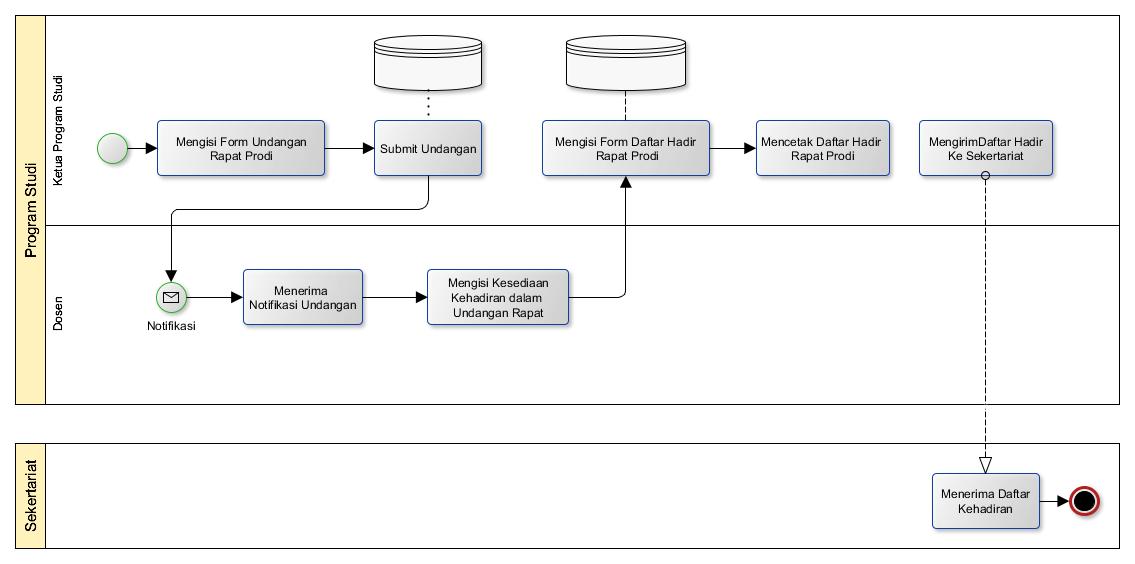 Program Studi
Ketua Program Studi
Mengisi Form Undangan
Rapat Prodi
Submit Undangan
Mengisi Form Daftar Hadir
Rapat Prodi
Mencetak Daftar Hadir
Rapat Prodi
MengirimDaftar Hadir
Ke Sekertariat
Dosen
Notifikasi
Menerima
Notifikasi Undangan
Mengisi Kesediaan
Kehadiran dalam
Undangan Rapat
Sekertariat
Menerima Daftar
Kehadiran